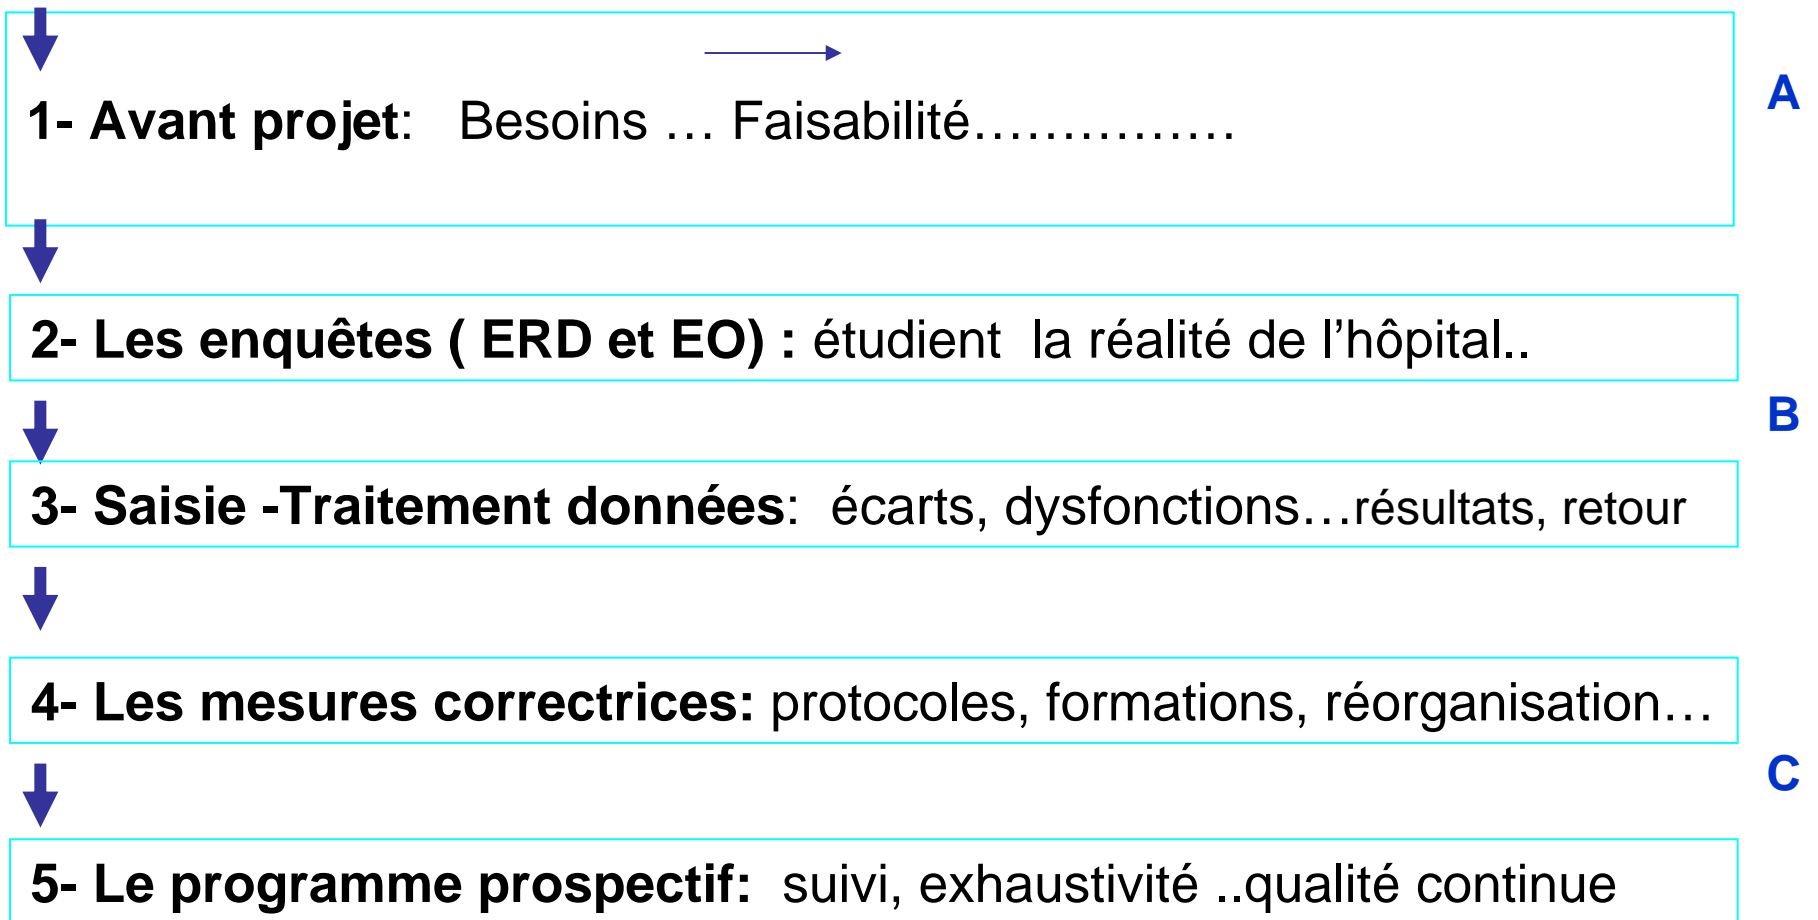 A
1- Avant projet:   Besoins … Faisabilité……………
2- Les enquêtes ( ERD et EO) : étudient  la réalité de l’hôpital..
B
3- Saisie -Traitement données:  écarts, dysfonctions…résultats, retour
4- Les mesures correctrices: protocoles, formations, réorganisation…
C
5- Le programme prospectif:  suivi, exhaustivité ..qualité continue